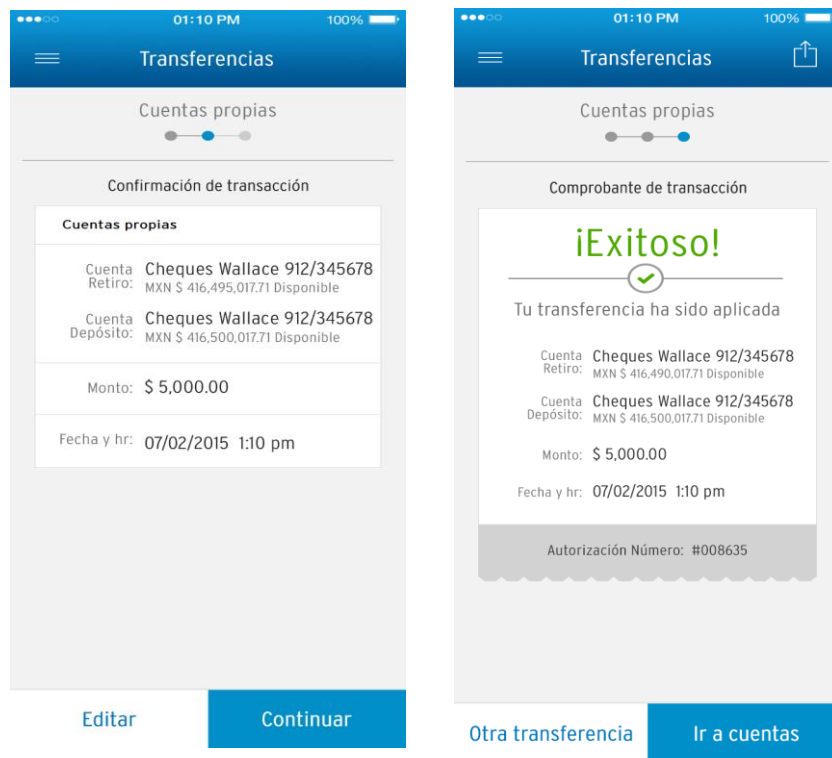 01:10 PM 100%
Transferencias
Cuentas propias
Confirmación de transacción
Cuentas propias
Cuenta Retiro: Cheques Wallace 912/345678
MXN $ 416,495,017.71 Disponible
Cuenta Depósito: Cheques Wallace 912/345678
MXN $ 416,500,017.71 Disponible
Monto: $ 5,000.00
Fecha y hr: 07/02/2015 1:10 pm
Editar Continuar
01:10 PM 100%
Transferencias
Cuentas propias
Comprobante de transacción
¡Exitoso!
Tu transferencia ha sido aplicada
Cuenta Retiro: Cheques Wallace 912/345678
MXN $ 416,490,017.71 Disponible
Cuenta Depósito: Cheques Wallace 912/345678
MXN $ 416,500,017.71 Disponible
Monto: $ 5,000.00
Fecha y hr: 07/02/2015 1:10 pm
Autorización Número: #008635
Otra transferencia Ir a cuentas